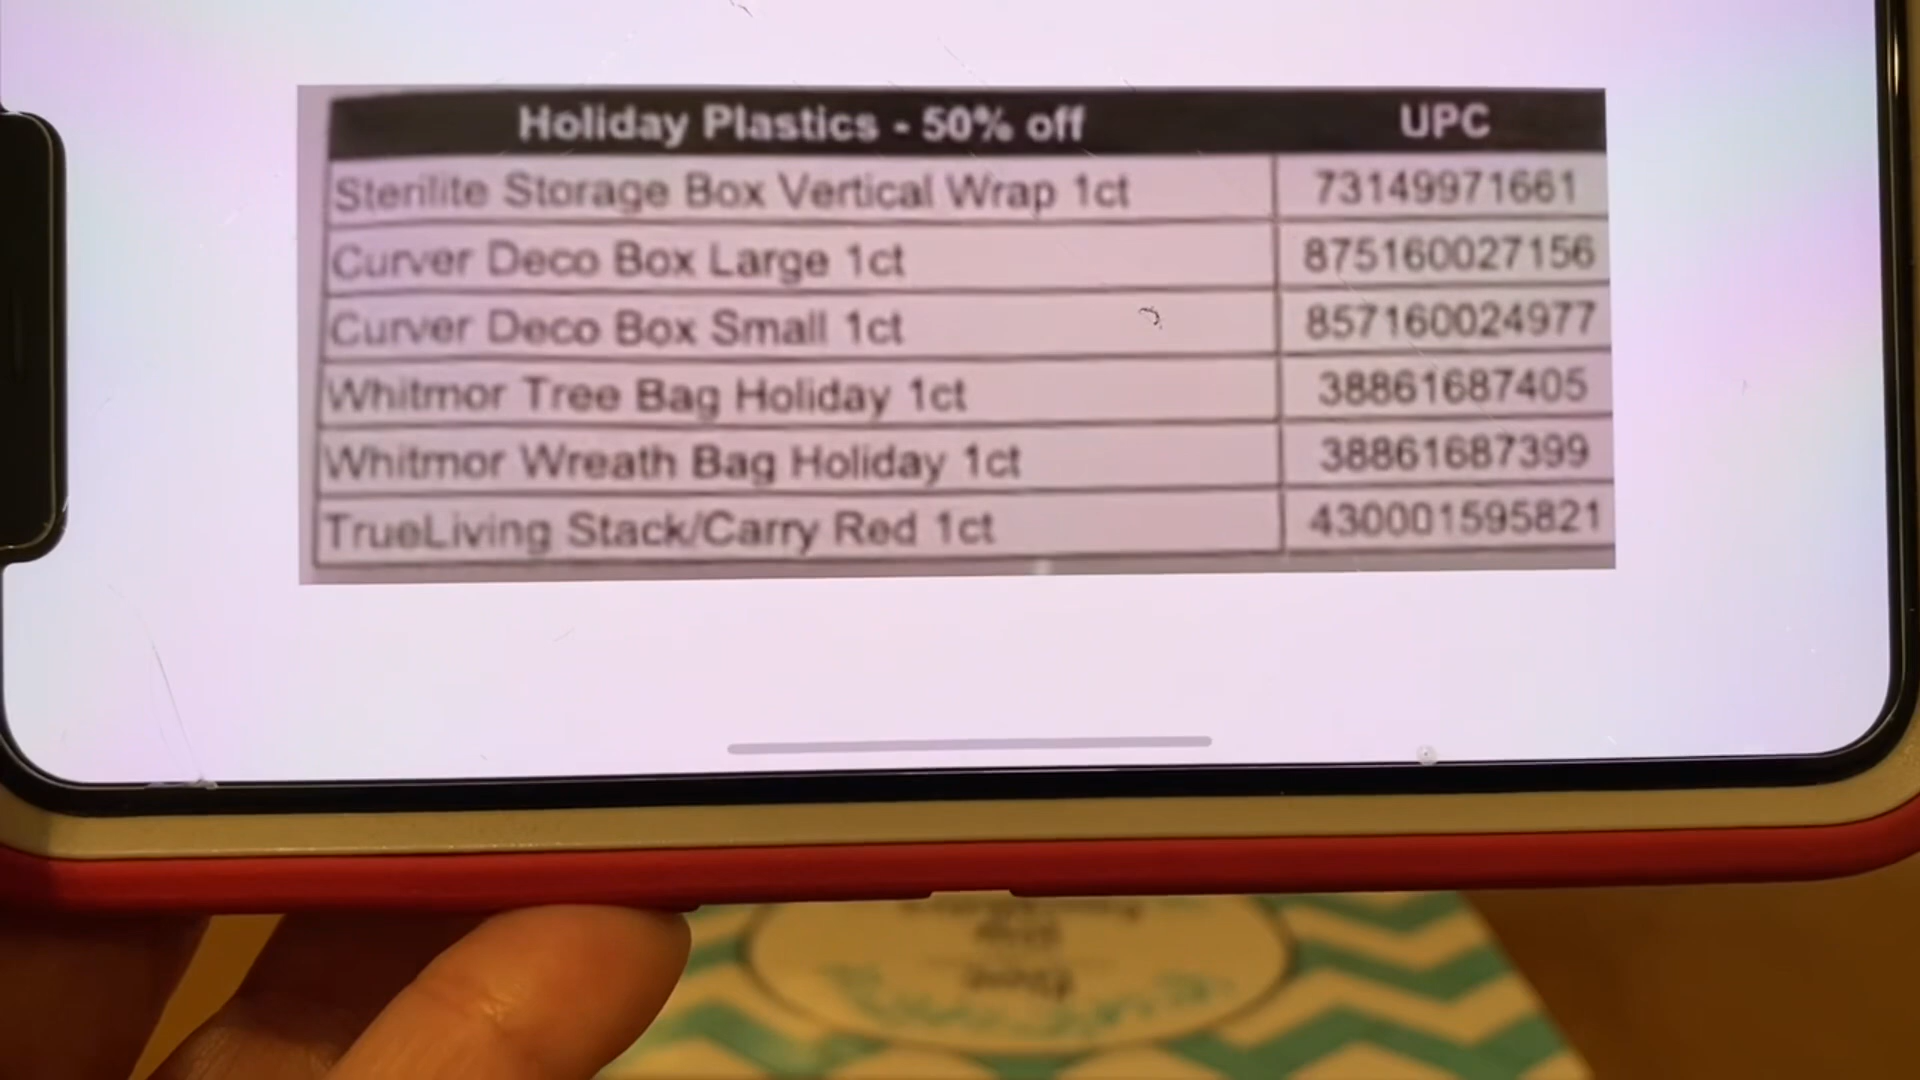 Holiday Plastics - 50% off UPC
Sterilite Storage Box Vertical Wrap 1ct 73149971661
Curver Deco Box Large 1ct 875160027156
Curver Deco Box Small 1ct 857160024977
Whitmor Tree Bag Holiday 1ct 38861687405
Whitmor Wreath Bag Holiday 1ct 38861687399
TrueLiving Stack/Carry Red 1ct 430001595821